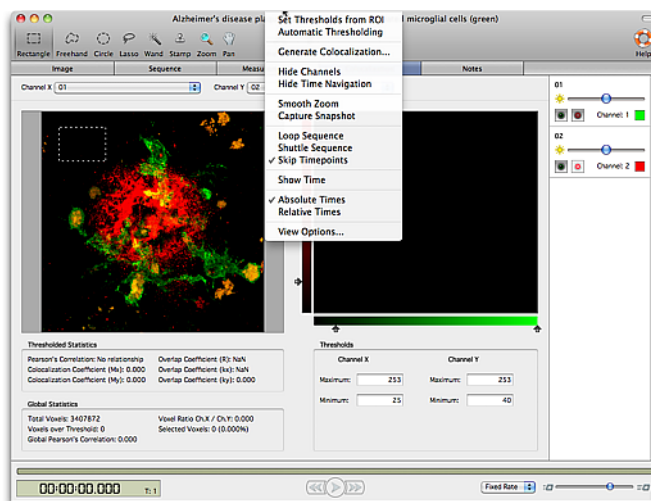 Alzheimer's disease pla
microglial cells (green)
Rectangle Freehand Circle Lasso Wand Stamp Zoom Pan
Help
Image Sequence Measu Notes
Channel X 01 Channel Y 02
Set Thresholds from ROI
Automatic Thresholding
Generate Colocalization...
Hide Channels
Hide Time Navigation
Smooth Zoom
Capture Snapshot
Loop Sequence
Shuttle Sequence
✓ Skip Timepoints
Show Time
✓ Absolute Times
Relative Times
View Options...
01
Channel: 1
02
Channel: 2
Thresholded Statistics
Pearson's Correlation: No relationship Overlap Coefficient (R): NaN
Colocalization Coefficient (Mx): 0.000 Overlap Coefficient (kx): NaN
Colocalization Coefficient (My): 0.000 Overlap Coefficient (ky): 0.000
Global Statistics
Total Voxels: 3407872 Voxel Ratio Ch.X / Ch.Y: 0.000
Voxels over Threshold: 0 Selected Voxels: 0 (0.000%)
Global Pearson's Correlation: 0.000
Thresholds
Channel X Channel Y
Maximum: 253 Maximum: 253
Minimum: 25 Minimum: 40
00:00:00.000 T: 1
Fixed Rate